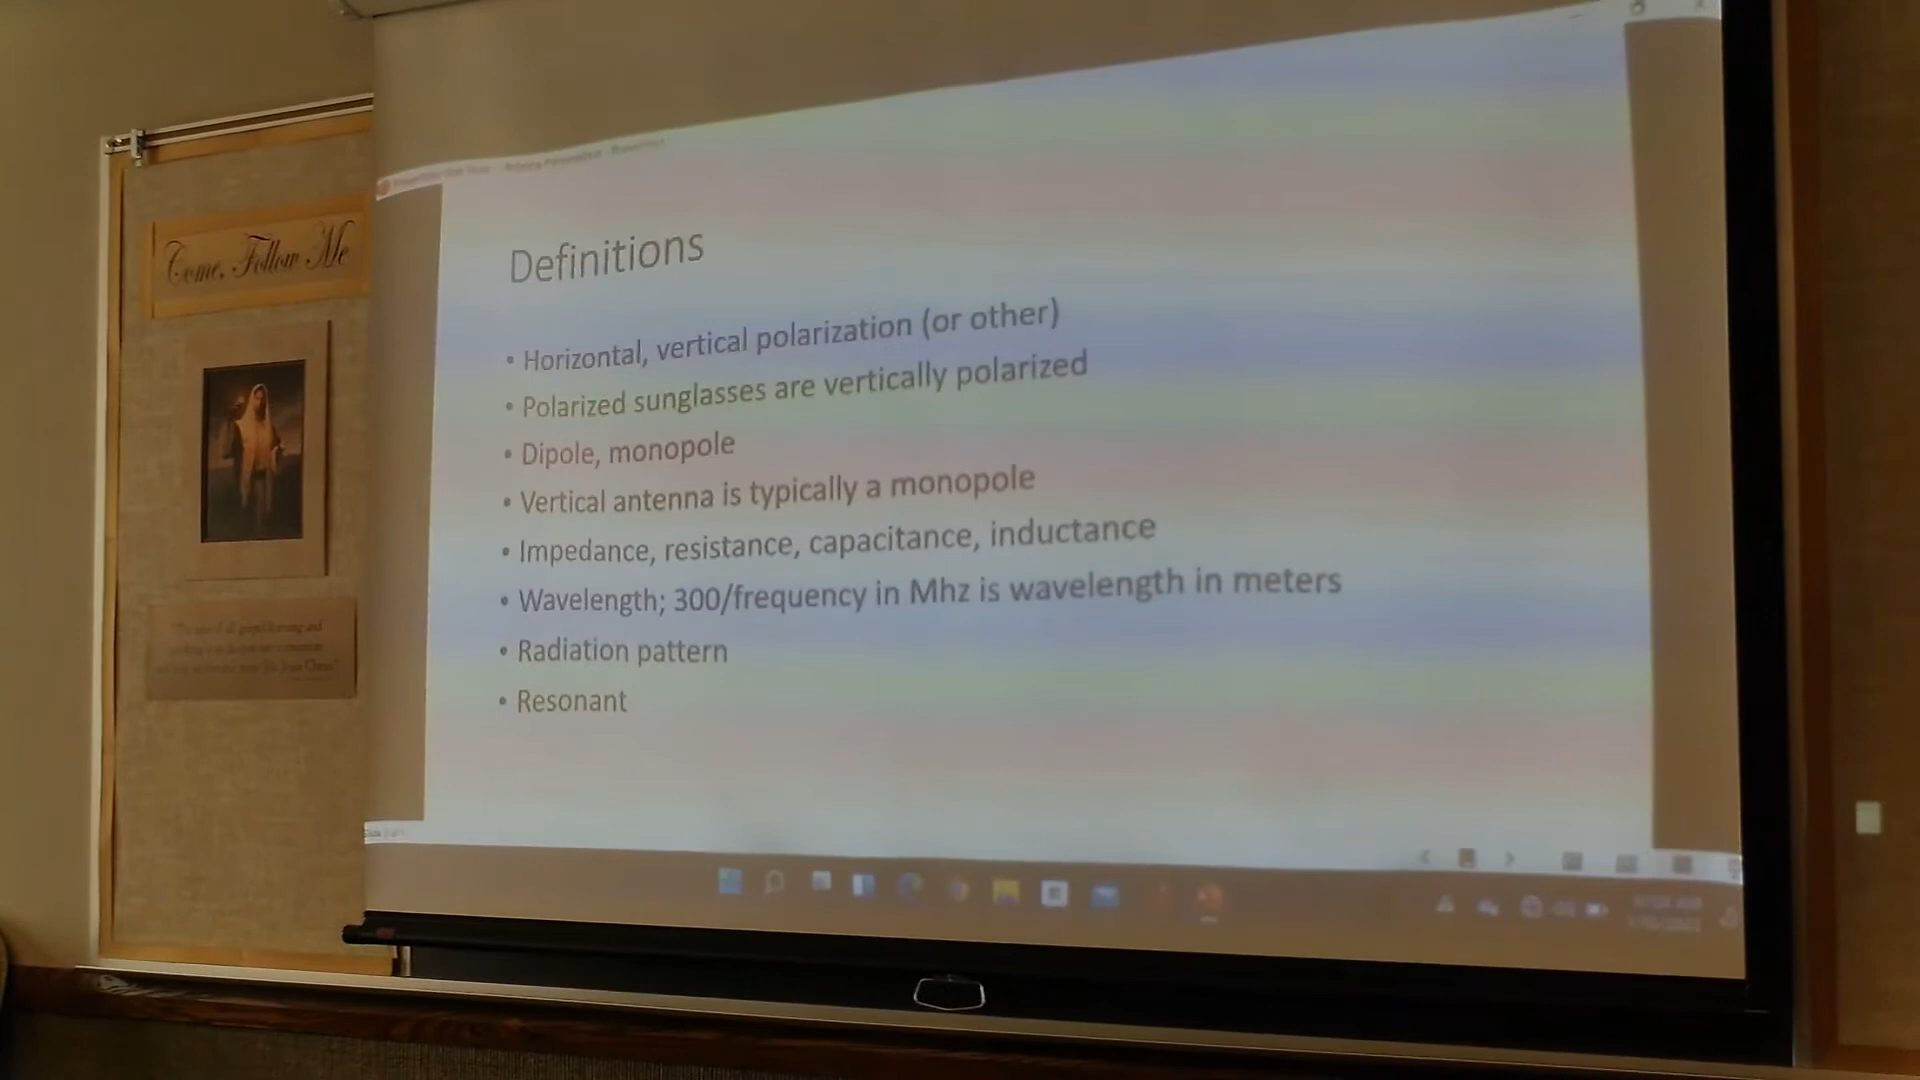 Come, Follow Me
Definitions
• Horizontal, vertical polarization (or other)
• Polarized sunglasses are vertically polarized
• Dipole, monopole
• Vertical antenna is typically a monopole
• Impedance, resistance, capacitance, inductance
• Wavelength; 300/frequency in Mhz is wavelength in meters
• Radiation pattern
• Resonant